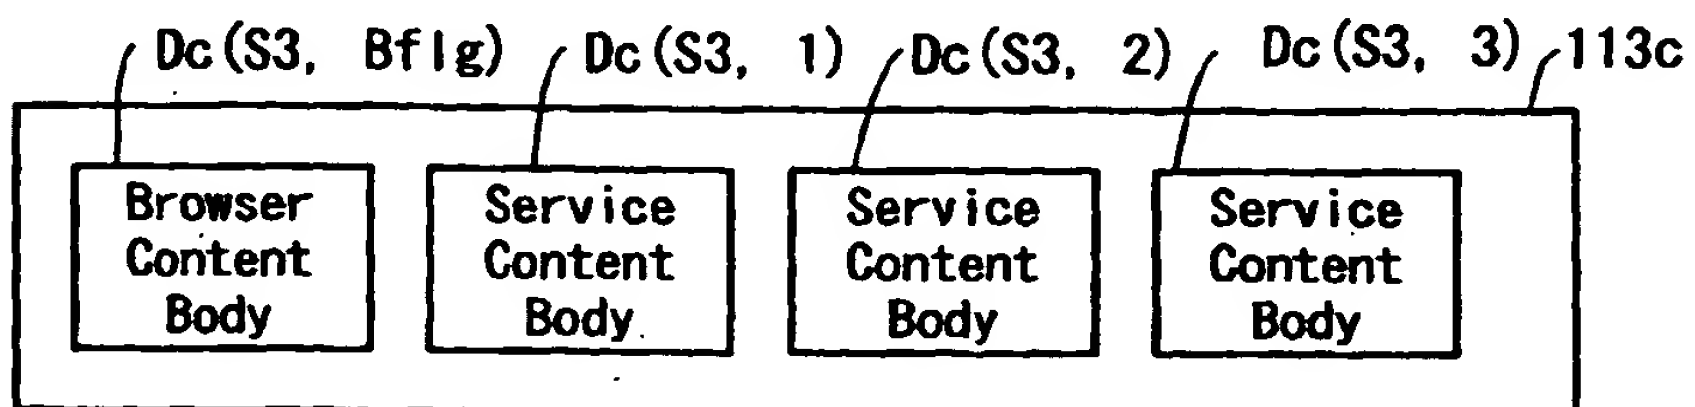 Dc(S3, Bflg) Dc(S3, 1) Dc(S3, 2) Dc(S3, 3) 113c
Browser Content Body
Service Content Body
Service Content Body
Service Content Body